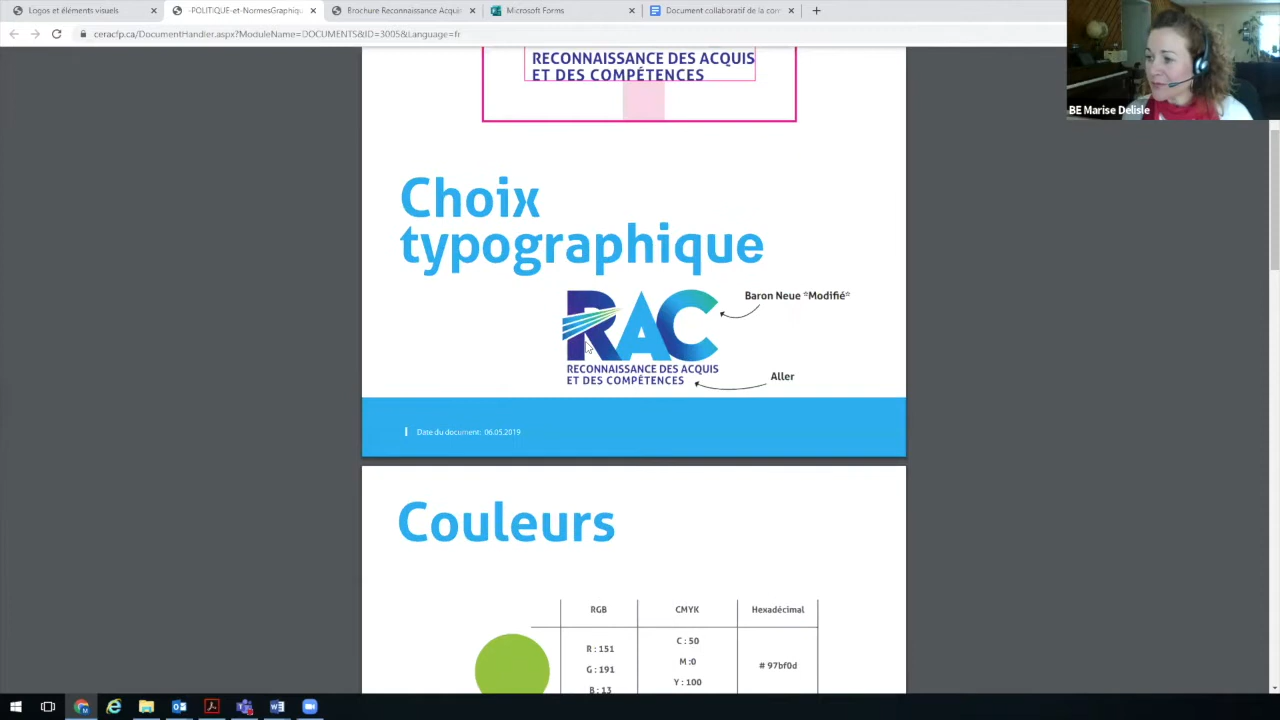 Logos et éléments visuels
-POLITIQUE-et-NormesGraphiqu
Brochure Reconnaissance Acqui
Microsoft Forms
Document collaboratif de la con
ceracfp.ca/DocumentHandler.aspx?ModuleName=DOCUMENTS&ID=3005&Language=fr
BE Marise Delisle
RECONNAISSANCE DES ACQUIS
ET DES COMPÉTENCES
Choix
typographique
RAC
Baron Neue *Modifié*
RECONNAISSANCE DES ACQUIS
ET DES COMPÉTENCES
Aller
Date du document: 06.05.2019
Couleurs
RGB CMYK Hexadécimal
R : 151
G : 191
B : 13
C : 50
M :0
Y : 100
# 97bf0d